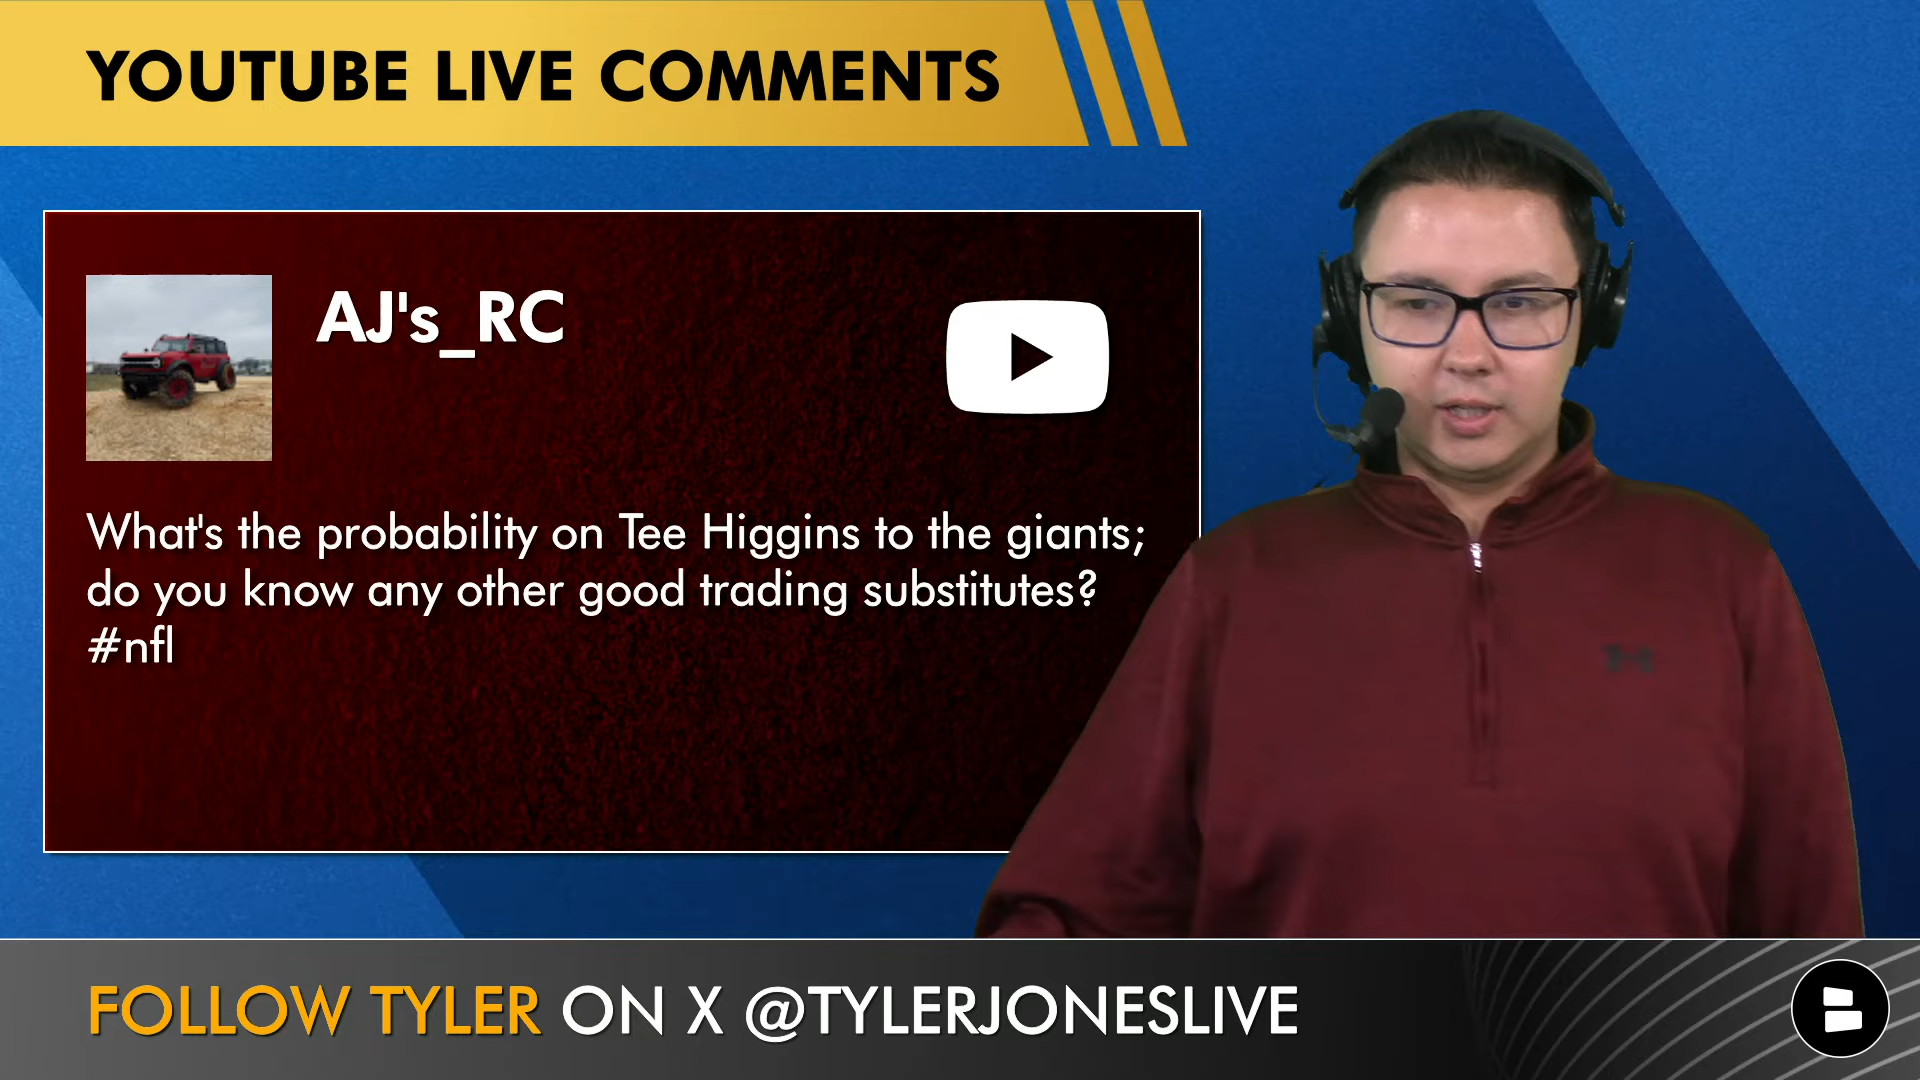 YOUTUBE LIVE COMMENTS
AJ's_RC
What's the probability on Tee Higgins to the giants;
do you know any other good trading substitutes?
#nfl
FOLLOW TYLER ON X @TYLERJONESLIVE